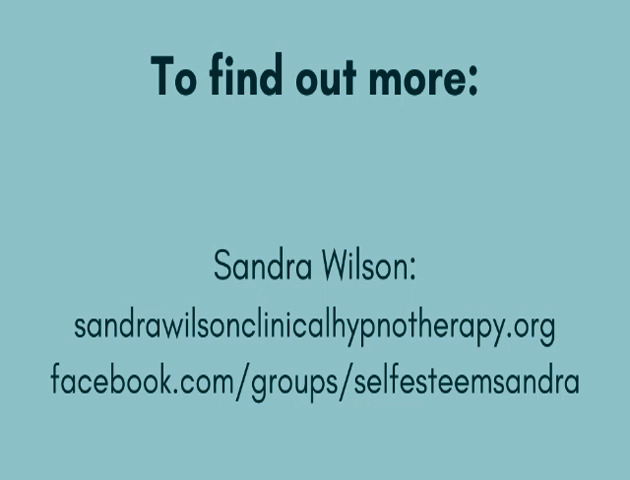 To find out more:
Sandra Wilson:
sandrawilsonclinicalhypnotherapy.org
facebook.com/groups/selfesteemsandra